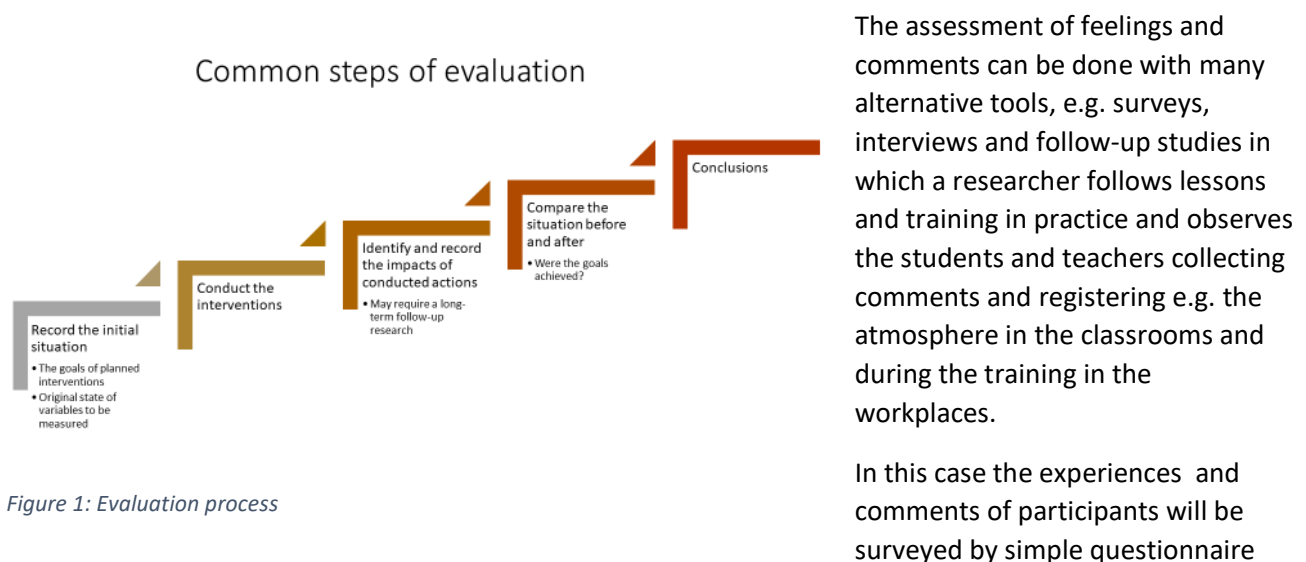 Common steps of evaluation
Record the initial
situation
• The goals of planned
interventions
• Original state of
variables to be
measured
Conduct the
interventions
Identify and record
the impacts of
conducted actions
• May require a long-
term follow-up
research
Compare the
situation before
and after
• Were the goals
achieved?
Conclusions
Figure 1: Evaluation process
The assessment of feelings and
comments can be done with many
alternative tools, e.g. surveys,
interviews and follow-up studies in
which a researcher follows lessons
and training in practice and observes
the students and teachers collecting
comments and registering e.g. the
atmosphere in the classrooms and
during the training in the
workplaces.
In this case the experiences and
comments of participants will be
surveyed by simple questionnaire